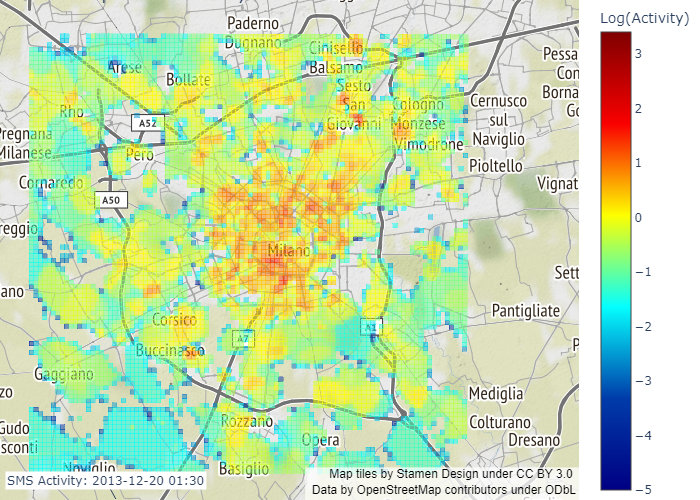 Log(Activity)
3
2
1
0
−1
−2
−3
−4
−5
Paderno
Dugnano
Cinisello
Balsamo
Arese
Bollate
Sesto
San
Giovanni
Rho
A52
Cologno
Monzese
Vimodrone
Cernusco
sul
Naviglio
Pessa
Con
Borna
Go
Pregnana
Milanese
Pero
Pioltello
Cornaredo
Vignat
A50
reggio
Milano
Sett
ano
Pantigliate
Corsico
A7
A1
Buccinasco
P
Gaggiano
zo
Mediglia
Gudo
sconti
Rozzano
Opera
Colturano
Dresano
Noviglio
Basiglio
SMS Activity: 2013-12-20 01:30
Map tiles by Stamen Design under CC BY 3.0
Data by OpenStreetMap contributors under ODbL